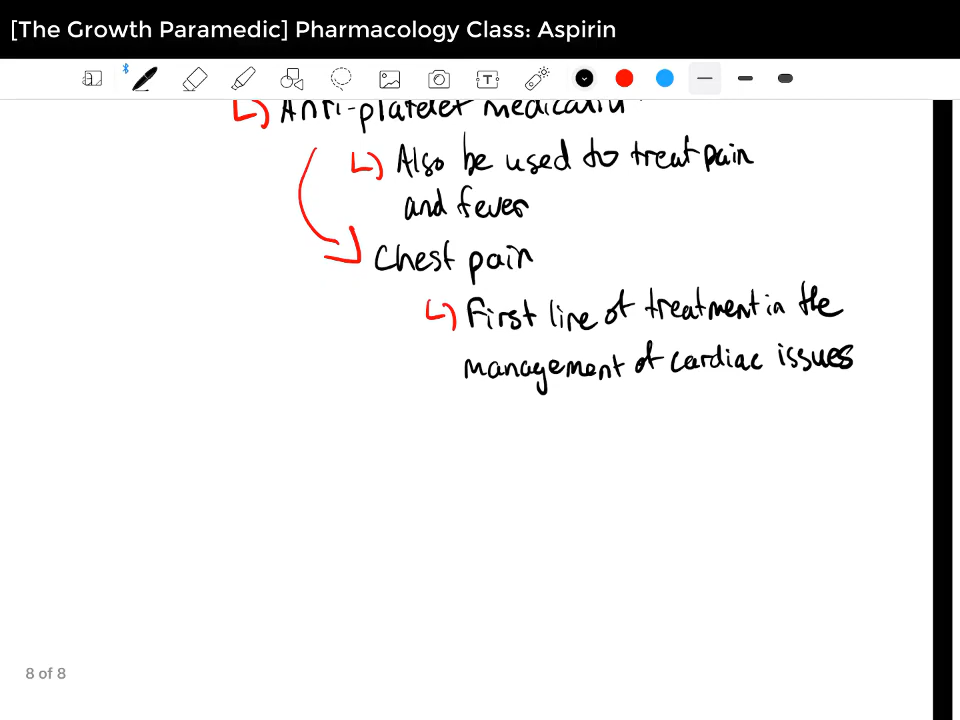 [The Growth Paramedic] Pharmacology Class: Aspirin
Anti-platelet
Also be used to treat pain
and fever
Chest pain
First line of treatment in the
management of cardiac issues
8 of 8